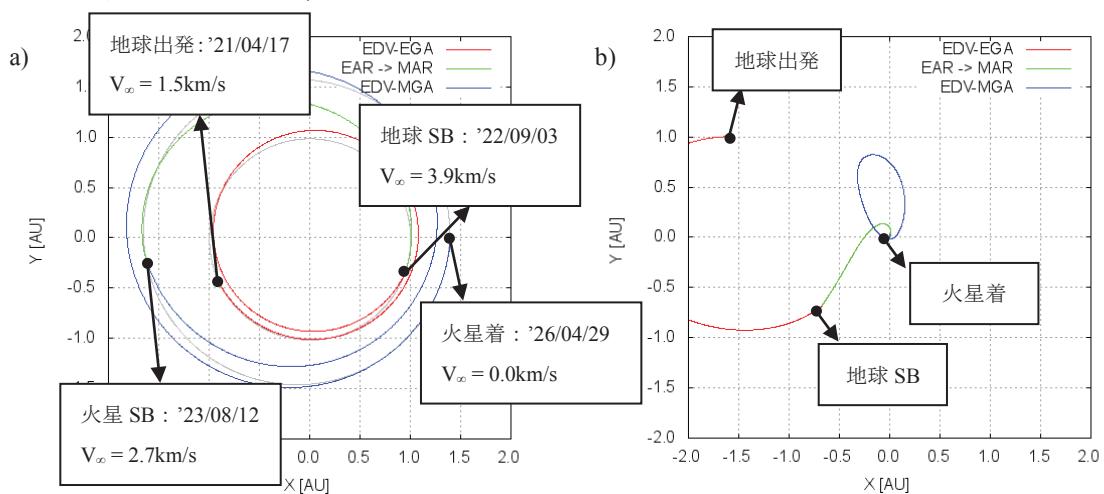 a)
地球出発: '21/04/17
V∞ = 1.5km/s
EDV-EGA
EAR -> MAR
EDV-MGA
地球 SB : '22/09/03
V∞ = 3.9km/s
火星着 : '26/04/29
V∞ = 0.0km/s
火星 SB : '23/08/12
V∞ = 2.7km/s
2.0
1.0
0.5
0.0
-0.5
-1.0
0.0
0.5
1.0
1.5
2.0
Y [AU]
X [AU]
b)
地球出発
EDV-EGA
EAR -> MAR
EDV-MGA
火星着
地球 SB
2.0
1.5
1.0
0.5
0.0
-0.5
-1.0
-1.5
-2.0
-2.0
-1.5
-1.0
-0.5
0.0
0.5
1.0
1.5
2.0
Y [AU]
X [AU]